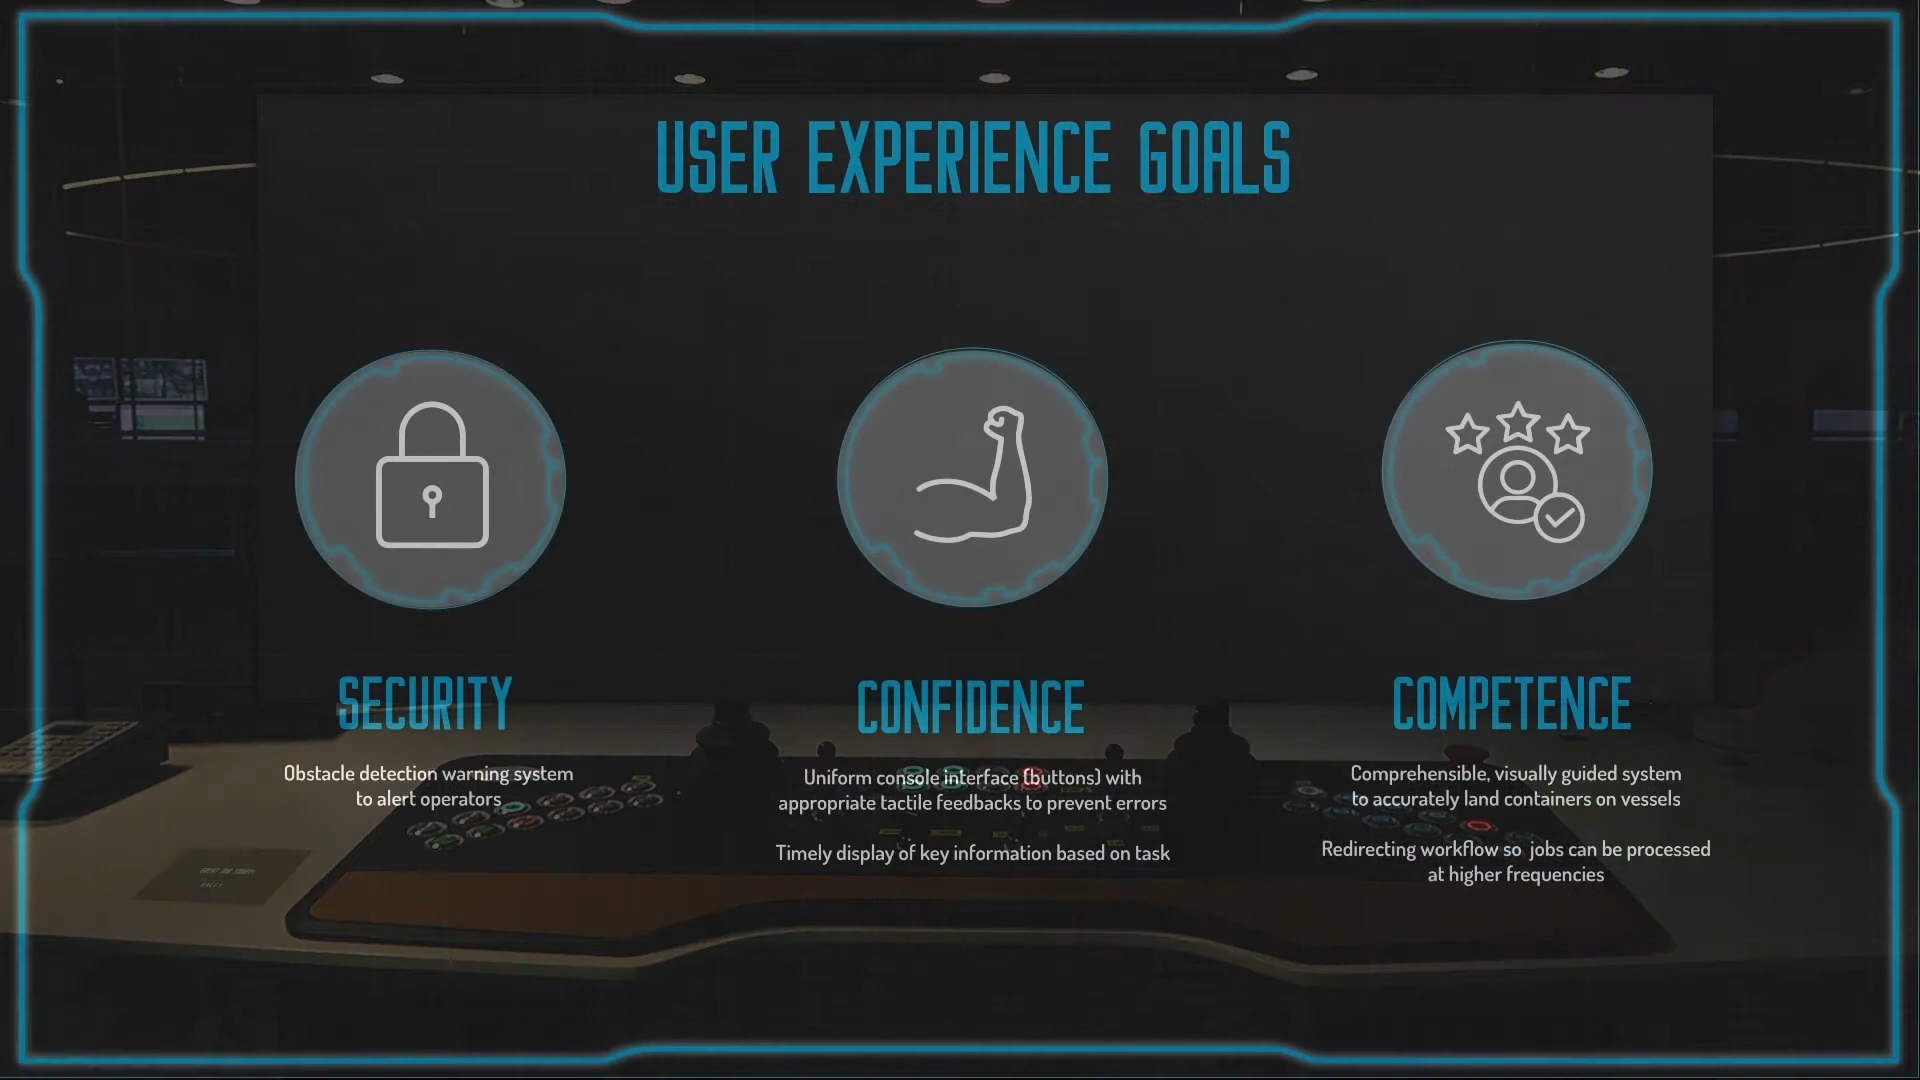 USER EXPERIENCE GOALS
SECURITY
Obstacle detection warning system
to alert operators
CONFIDENCE
Uniform console interface (buttons) with
appropriate tactile feedbacks to prevent errors
Timely display of key information based on task
COMPETENCE
Comprehensible, visually guided system
to accurately land containers on vessels
Redirecting workflow so jobs can be processed
at higher frequencies